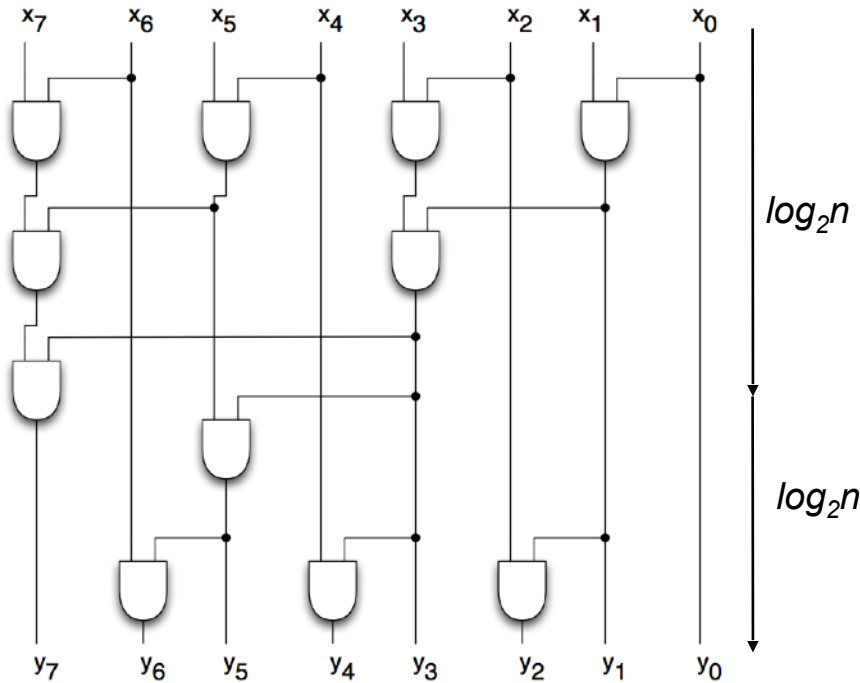 x₇ x₆ x₅ x₄ x₃ x₂ x₁ x₀
log₂n
log₂n
y₇ y₆ y₅ y₄ y₃ y₂ y₁ y₀